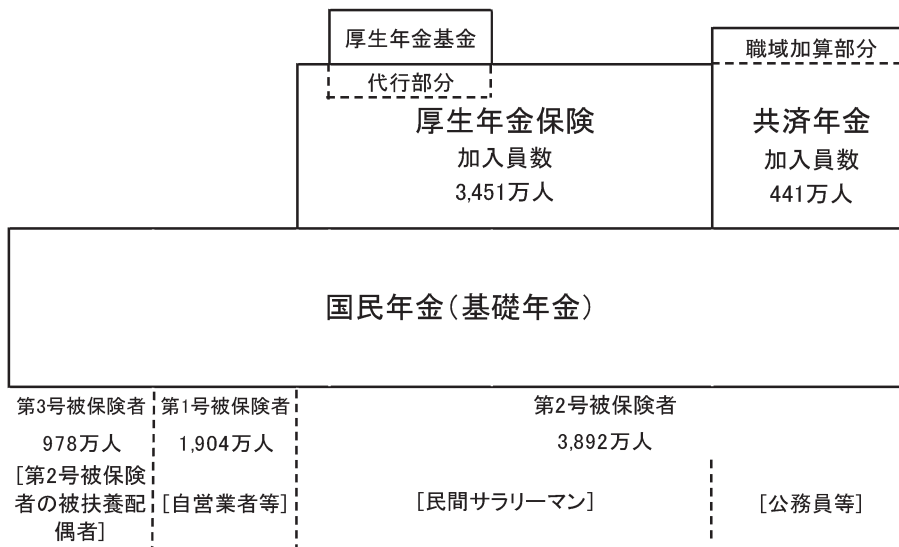 厚生年金基金
職域加算部分
代行部分
厚生年金保険
加入員数
3,451万人
共済年金
加入員数
441万人
国民年金(基礎年金)
第3号被保険者
978万人
[第2号被保険
者の被扶養配
偶者]
第1号被保険者
1,904万人
[自営業者等]
第2号被保険者
3,892万人
[民間サラリーマン]
[公務員等]